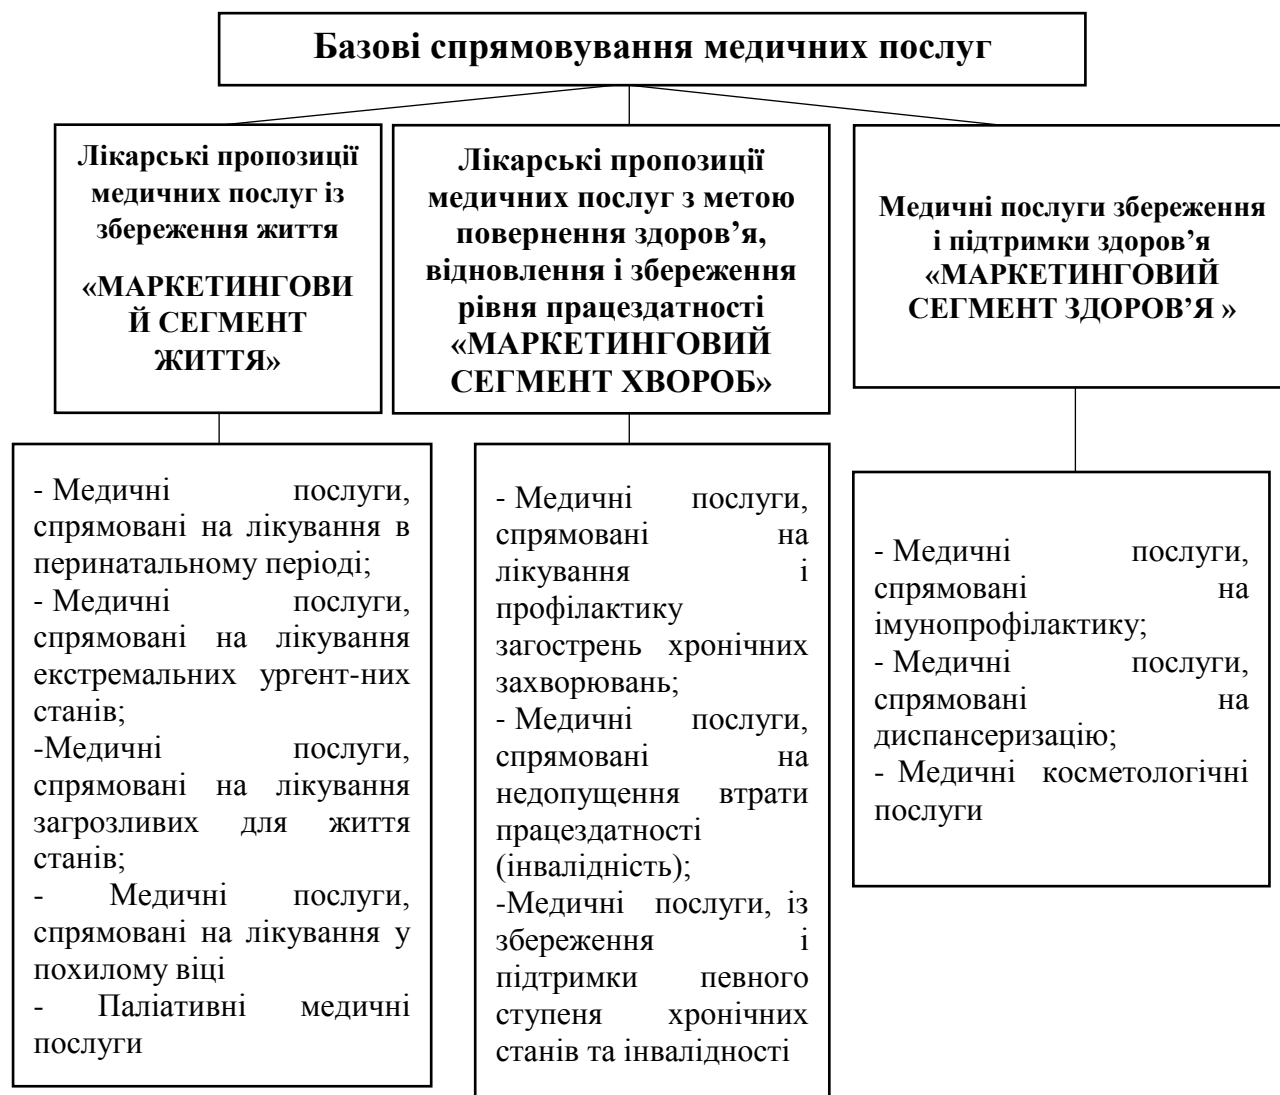 Базові спрямовування медичних послуг
Лікарські пропозиції
медичних послуг із
збереження життя
«МАРКЕТИНГОВИ
Й СЕГМЕНТ
ЖИТТЯ»
Лікарські пропозиції
медичних послуг з метою
повернення здоров’я,
відновлення і збереження
рівня працездатності
«МАРКЕТИНГОВИЙ
СЕГМЕНТ ХВОРОБ»
Медичні послуги збереження
і підтримки здоров’я
«МАРКЕТИНГОВИЙ
СЕГМЕНТ ЗДОРОВ’Я »
- Медичні послуги,
спрямовані на лікування в
перинатальному періоді;
- Медичні послуги,
спрямовані на лікування
екстремальних ургент-них
станів;
-Медичні послуги,
спрямовані на лікування
загрозливих для життя
станів;
- Медичні послуги,
спрямовані на лікування у
похилому віці
- Паліативні медичні
послуги
- Медичні послуги,
спрямовані на
лікування і
профілактику
загострень хронічних
захворювань;
- Медичні послуги,
спрямовані на
недопущення втрати
працездатності
(інвалідність);
-Медичні послуги, із
збереження і
підтримки певного
ступеня хронічних
станів та інвалідності
- Медичні послуги,
спрямовані на
імунопрофілактику;
- Медичні послуги,
спрямовані на
диспансеризацію;
- Медичні косметологічні
послуги